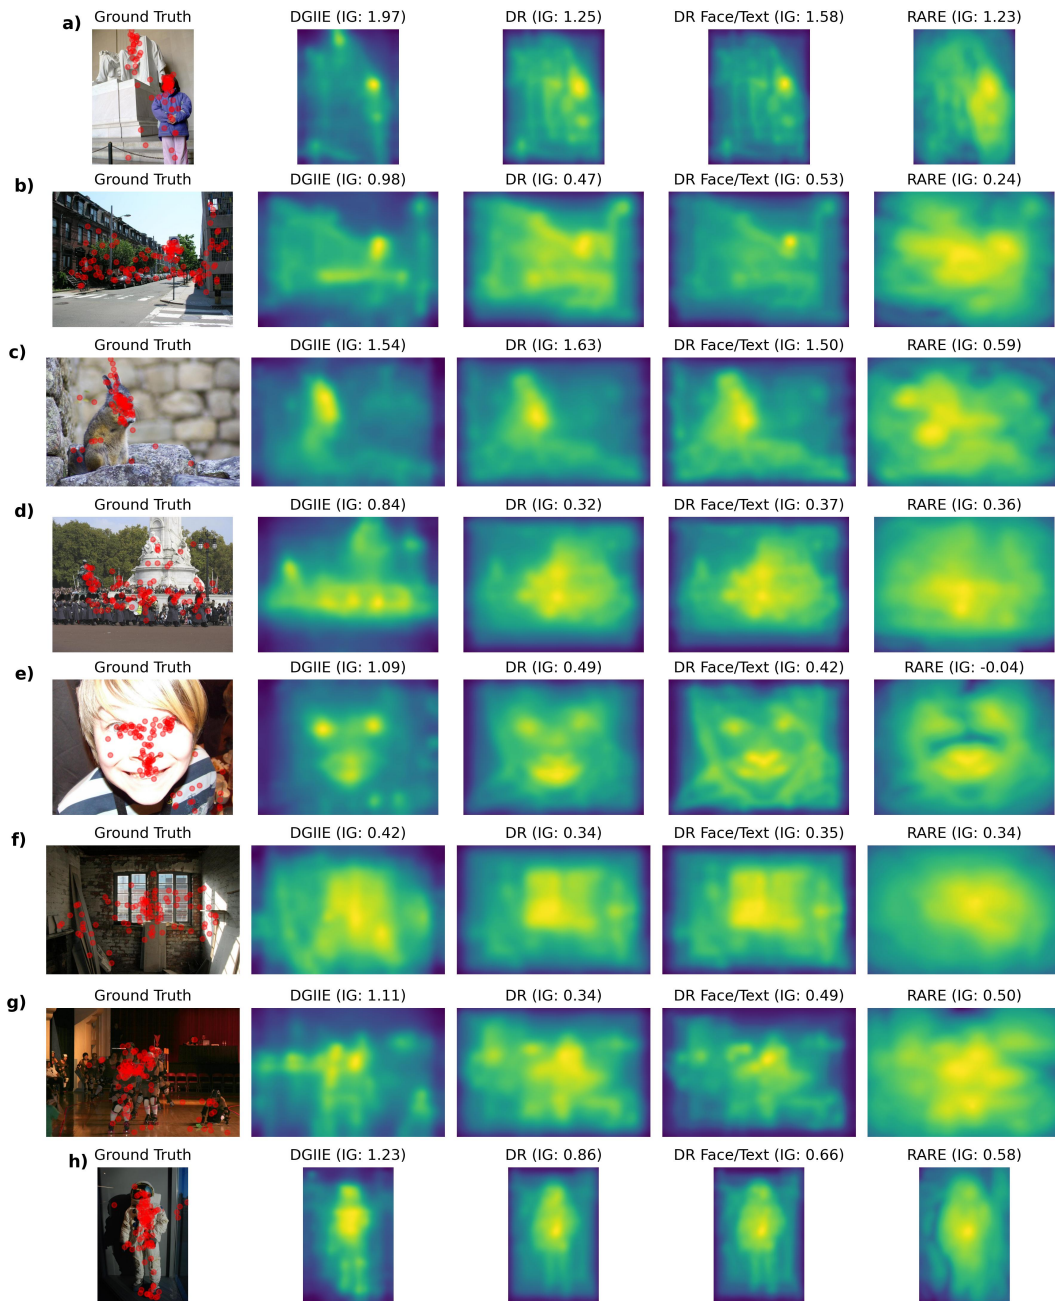 a) Ground Truth DGIIE (IG: 1.97) DR (IG: 1.25) DR Face/Text (IG: 1.58) RARE (IG: 1.23)
b) Ground Truth DGIIE (IG: 0.98) DR (IG: 0.47) DR Face/Text (IG: 0.53) RARE (IG: 0.24)
c) Ground Truth DGIIE (IG: 1.54) DR (IG: 1.63) DR Face/Text (IG: 1.50) RARE (IG: 0.59)
d) Ground Truth DGIIE (IG: 0.84) DR (IG: 0.32) DR Face/Text (IG: 0.37) RARE (IG: 0.36)
e) Ground Truth DGIIE (IG: 1.09) DR (IG: 0.49) DR Face/Text (IG: 0.42) RARE (IG: -0.04)
f) Ground Truth DGIIE (IG: 0.42) DR (IG: 0.34) DR Face/Text (IG: 0.35) RARE (IG: 0.34)
g) Ground Truth DGIIE (IG: 1.11) DR (IG: 0.34) DR Face/Text (IG: 0.49) RARE (IG: 0.50)
h) Ground Truth DGIIE (IG: 1.23) DR (IG: 0.86) DR Face/Text (IG: 0.66) RARE (IG: 0.58)